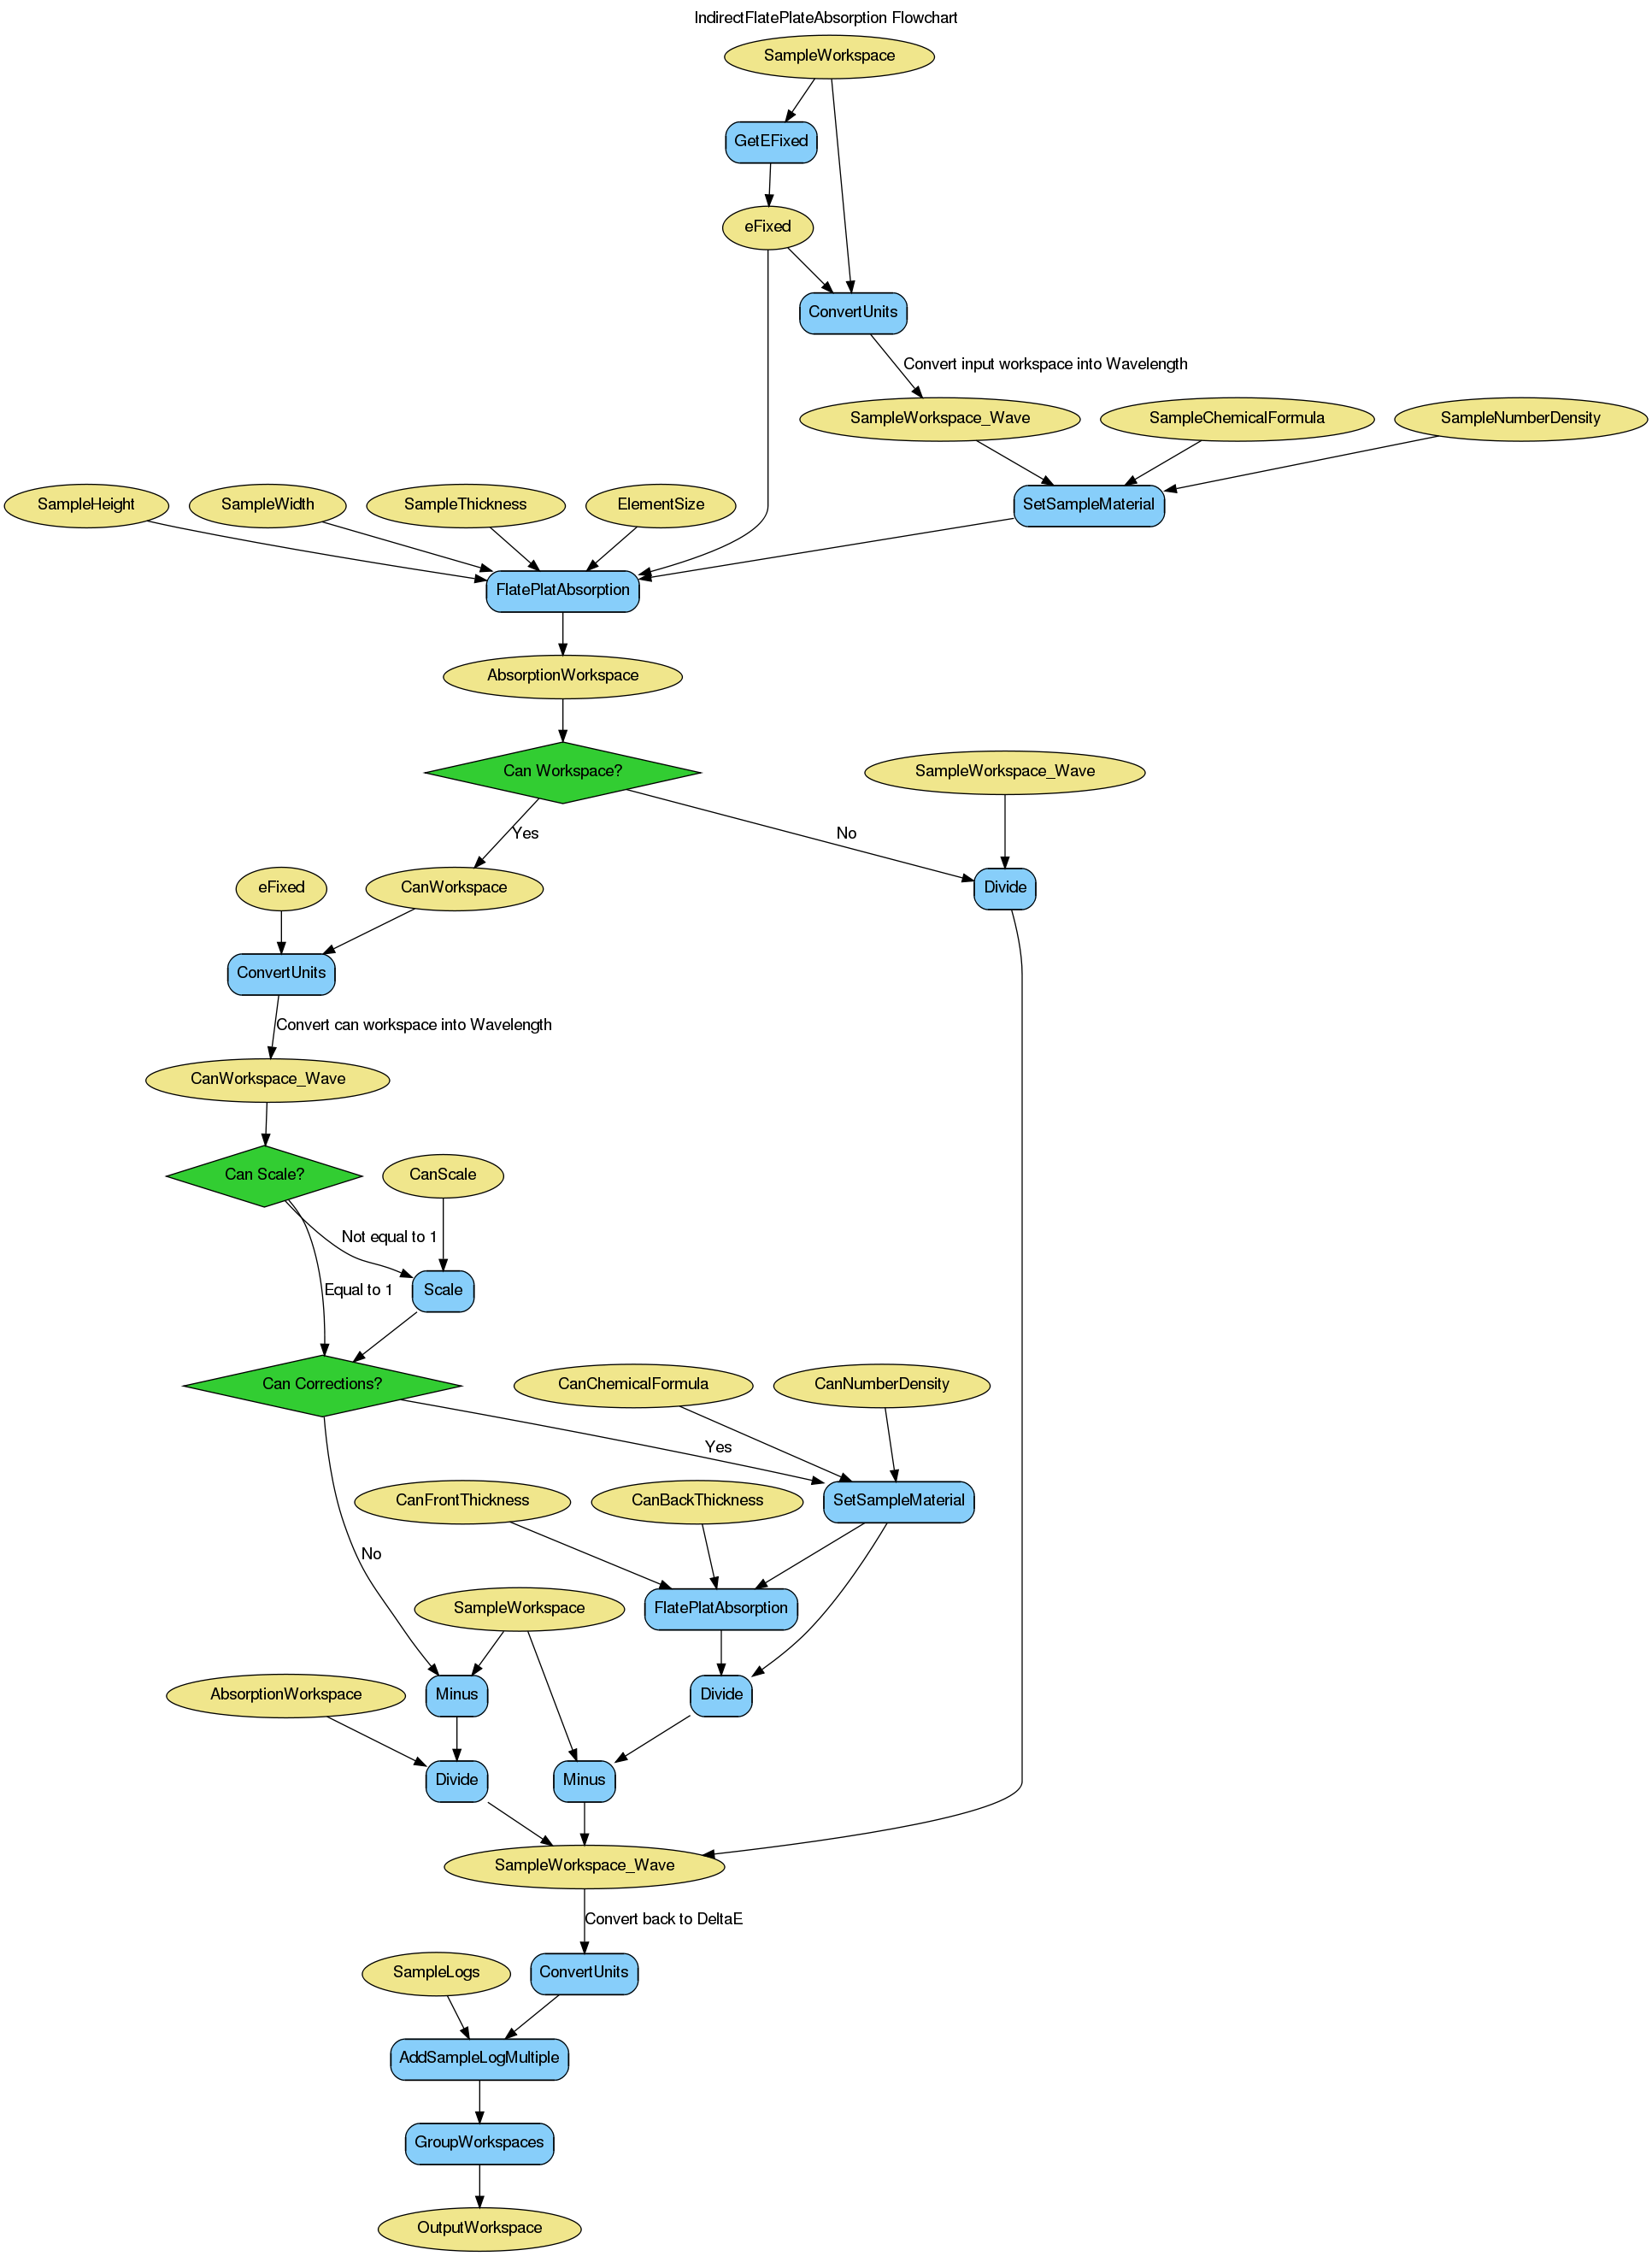 IndirectFlatePlateAbsorption Flowchart
SampleWorkspace
GetEFixed
eFixed
ConvertUnits
Convert input workspace into Wavelength
SampleWorkspace_Wave
SampleChemicalFormula
SampleNumberDensity
SampleHeight
SampleWidth
SampleThickness
ElementSize
SetSampleMaterial
FlatePlatAbsorption
AbsorptionWorkspace
Can Workspace?
SampleWorkspace_Wave
Yes
No
eFixed
CanWorkspace
Divide
ConvertUnits
Convert can workspace into Wavelength
CanWorkspace_Wave
Can Scale?
CanScale
Not equal to 1
Equal to 1
Scale
Can Corrections?
CanChemicalFormula
CanNumberDensity
Yes
CanFrontThickness
CanBackThickness
SetSampleMaterial
No
SampleWorkspace
FlatePlatAbsorption
AbsorptionWorkspace
Minus
Divide
Divide
Minus
SampleWorkspace_Wave
Convert back to DeltaE
SampleLogs
ConvertUnits
AddSampleLogMultiple
GroupWorkspaces
OutputWorkspace